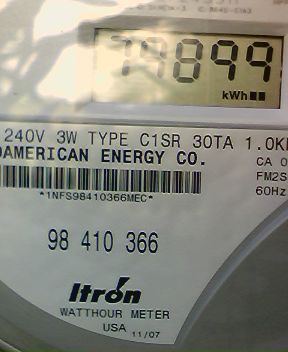 79899
kWh
240V 3W TYPE C1SR 30TA 1.0K
AMERICAN ENERGY CO.
CA 0
FM2S
60Hz
*1NFS98410366MEC*
98 410 366
Itron
WATTHOUR METER
USA 11/07